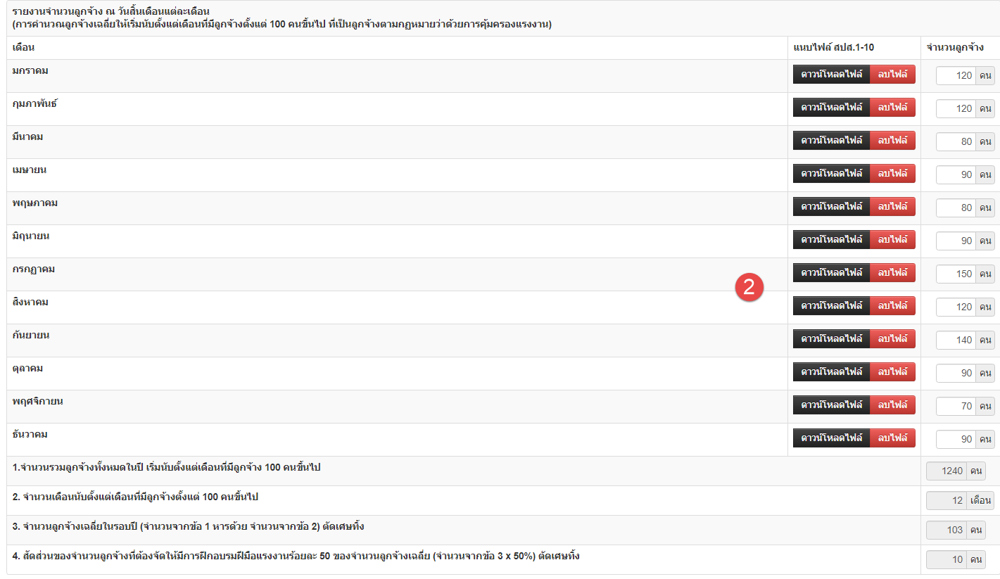 รายงานจำนวนลูกจ้าง ณ วันสิ้นเดือนแต่ละเดือน
(การคำนวณลูกจ้างเฉลี่ยให้เริ่มนับตั้งแต่เดือนที่มีลูกจ้างตั้งแต่ 100 คนขึ้นไป ที่เป็นลูกจ้างตามกฎหมายว่าด้วยการคุ้มครองแรงงาน)
เดือน แนบไฟล์ สปส.1-10 จำนวนลูกจ้าง
มกราคม ดาวน์โหลดไฟล์ ลบไฟล์ 120 คน
กุมภาพันธ์ ดาวน์โหลดไฟล์ ลบไฟล์ 120 คน
มีนาคม ดาวน์โหลดไฟล์ ลบไฟล์ 80 คน
เมษายน ดาวน์โหลดไฟล์ ลบไฟล์ 90 คน
พฤษภาคม ดาวน์โหลดไฟล์ ลบไฟล์ 80 คน
มิถุนายน ดาวน์โหลดไฟล์ ลบไฟล์ 90 คน
กรกฏาคม ดาวน์โหลดไฟล์ ลบไฟล์ 150 คน
2
สิงหาคม ดาวน์โหลดไฟล์ ลบไฟล์ 120 คน
กันยายน ดาวน์โหลดไฟล์ ลบไฟล์ 140 คน
ตุลาคม ดาวน์โหลดไฟล์ ลบไฟล์ 90 คน
พฤศจิกายน ดาวน์โหลดไฟล์ ลบไฟล์ 70 คน
ธันวาคม ดาวน์โหลดไฟล์ ลบไฟล์ 90 คน
1.จำนวนรวมลูกจ้างทั้งหมดในปี เริ่มนับตั้งแต่เดือนที่มีลูกจ้าง 100 คนขึ้นไป 1240 คน
2. จำนวนเดือนนับตั้งแต่เดือนที่มีลูกจ้างตั้งแต่ 100 คนขึ้นไป 12 เดือน
3. จำนวนลูกจ้างเฉลี่ยในรอบปี (จำนวนจากข้อ 1 หารด้วย จำนวนจากข้อ 2) ตัดเศษทิ้ง 103 คน
4. สัดส่วนของจำนวนลูกจ้างที่ต้องจัดให้มีการฝึกอบรมฝีมือแรงงานร้อยละ 50 ของจำนวนลูกจ้างเฉลี่ย (จำนวนจากข้อ 3 x 50%) ตัดเศษทิ้ง 10 คน